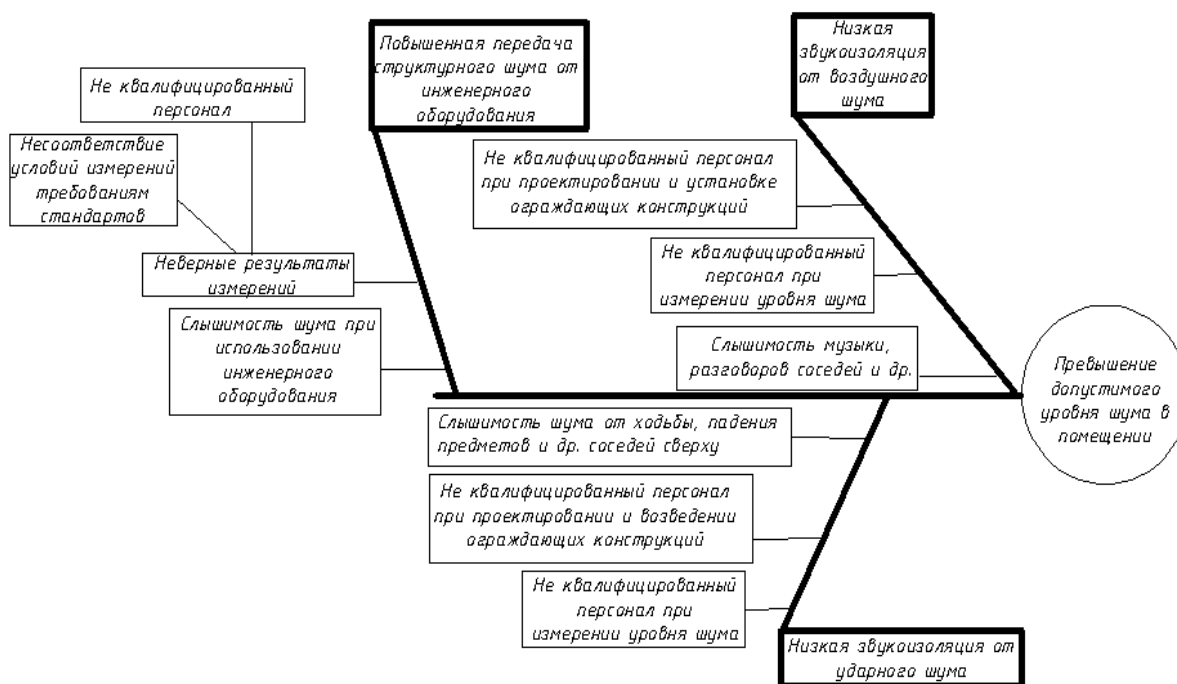 Повышенная передача
структурного шума от
инженерного
оборудования
Низкая
звукоизоляция
от воздушного
шума
Не квалифицированный
персонал
Несоответствие
условий измерений
требованиям
стандартов
Неверные результаты
измерений
Слышимость шума при
использовании
инженерного
оборудования
Не квалифицированный персонал
при проектировании и установке
ограждающих конструкций
Не квалифицированный
персонал при
измерении уровня шума
Слышимость музыки,
разговоров соседей и др.
Превышение
допустимого
уровня шума в
помещении
Слышимость шума от ходьбы, падения
предметов и др. соседей сверху
Не квалифицированный персонал
при проектировании и возведении
ограждающих конструкций
Не квалифицированный
персонал при
измерении уровня шума
Низкая звукоизоляция от
ударного шума